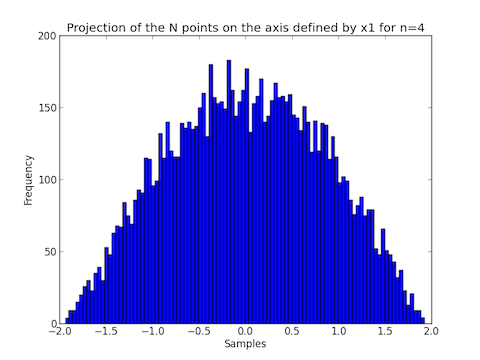 Projection of the N points on the axis defined by x1 for n=4
200
150
100
50
0
Frequency
−2.0 −1.5 −1.0 −0.5 0.0 0.5 1.0 1.5 2.0
Samples